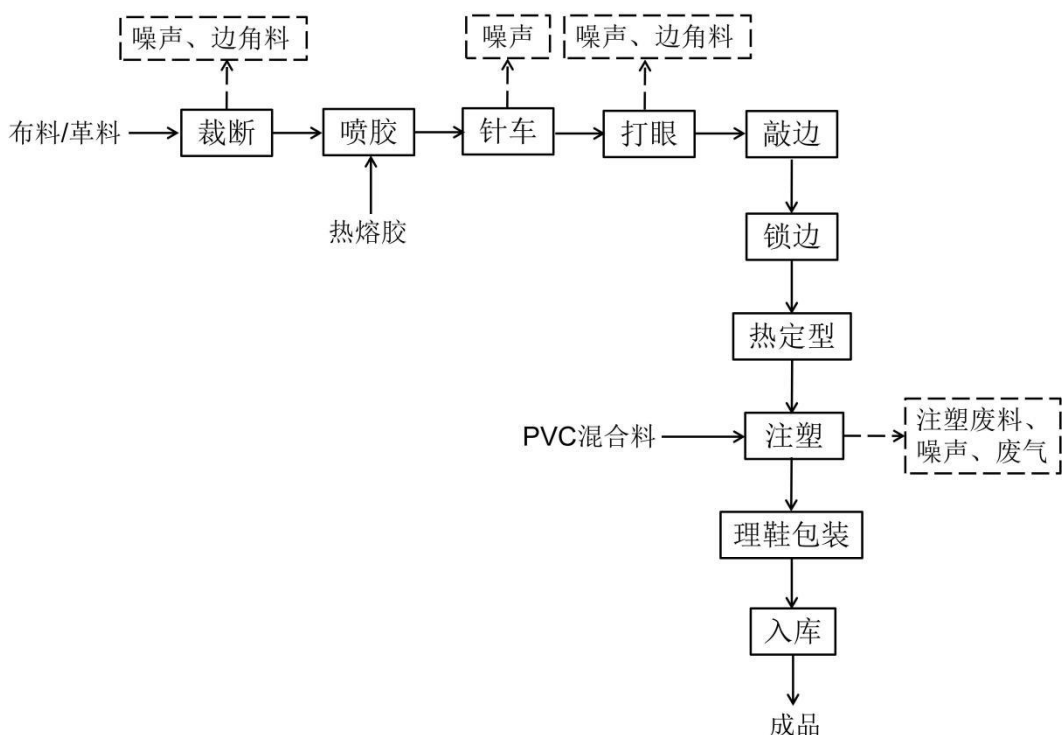 噪声、边角料
噪声
噪声、边角料
布料/革料
裁断
喷胶
针车
打眼
敲边
热熔胶
锁边
热定型
PVC混合料
注塑
注塑废料、
噪声、废气
理鞋包装
入库
成品